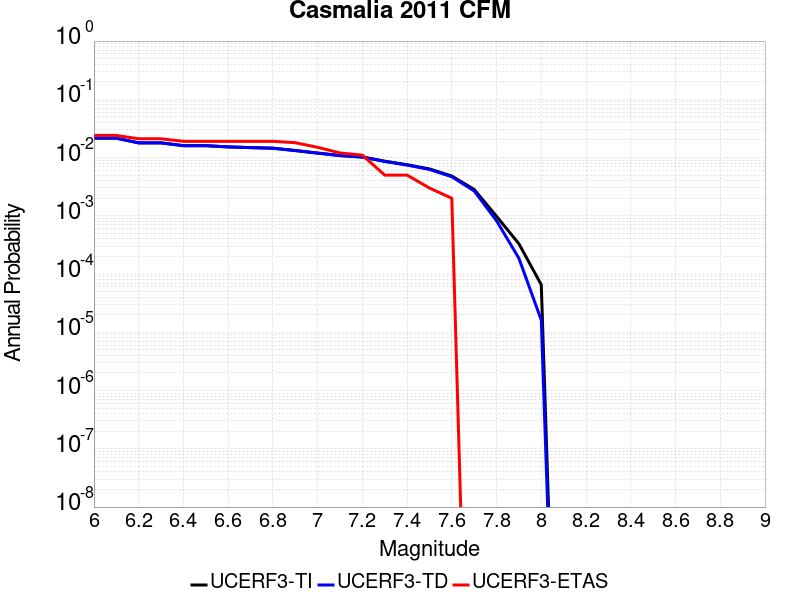 Casmalia 2011 CFM
10^0
10^-1
10^-2
10^-3
10^-4
10^-5
10^-6
10^-7
10^-8
Annual Probability
6 6.2 6.4 6.6 6.8 7 7.2 7.4 7.6 7.8 8 8.2 8.4 8.6 8.8 9
Magnitude
UCERF3-TI UCERF3-TD UCERF3-ETAS